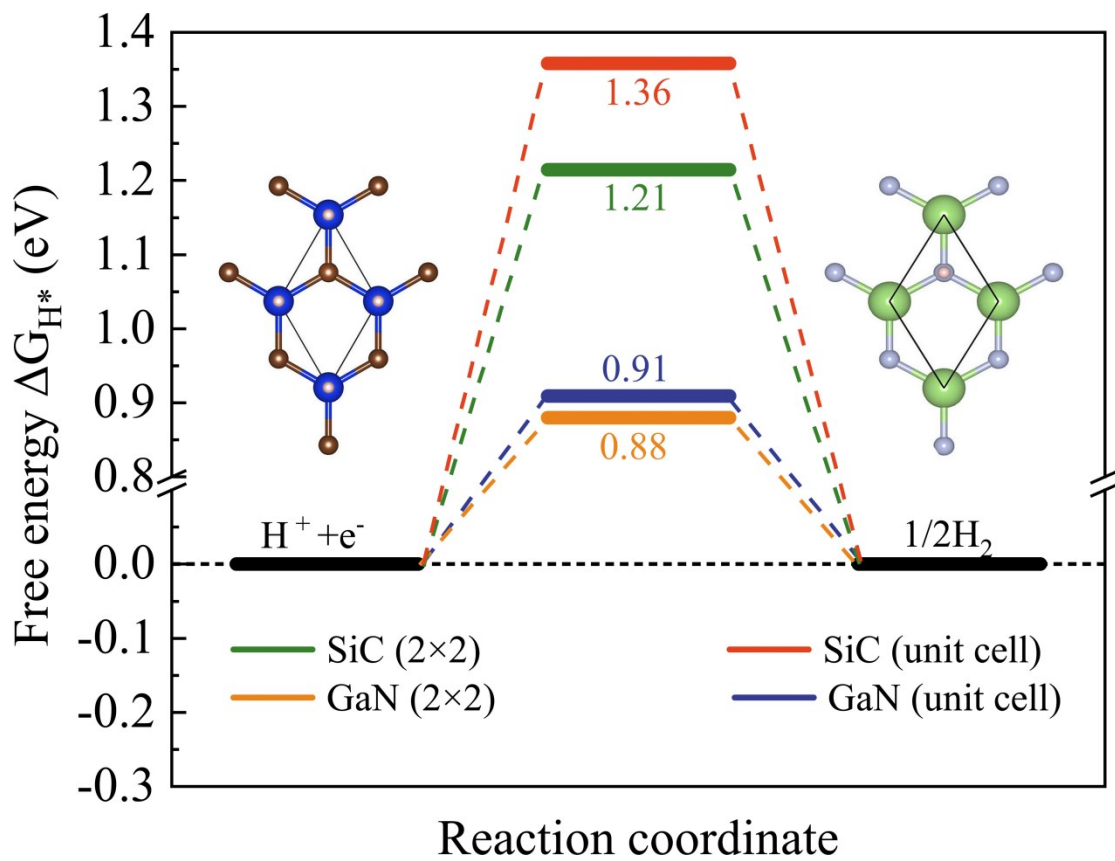 Free energy ΔG_H* (eV)
1.4
1.3
1.2
1.1
1.0
0.9
0.8
0.0
-0.1
-0.2
-0.3
1.36
1.21
0.91
0.88
H⁺ +e⁻
1/2H₂
SiC (2×2)
SiC (unit cell)
GaN (2×2)
GaN (unit cell)
Reaction coordinate